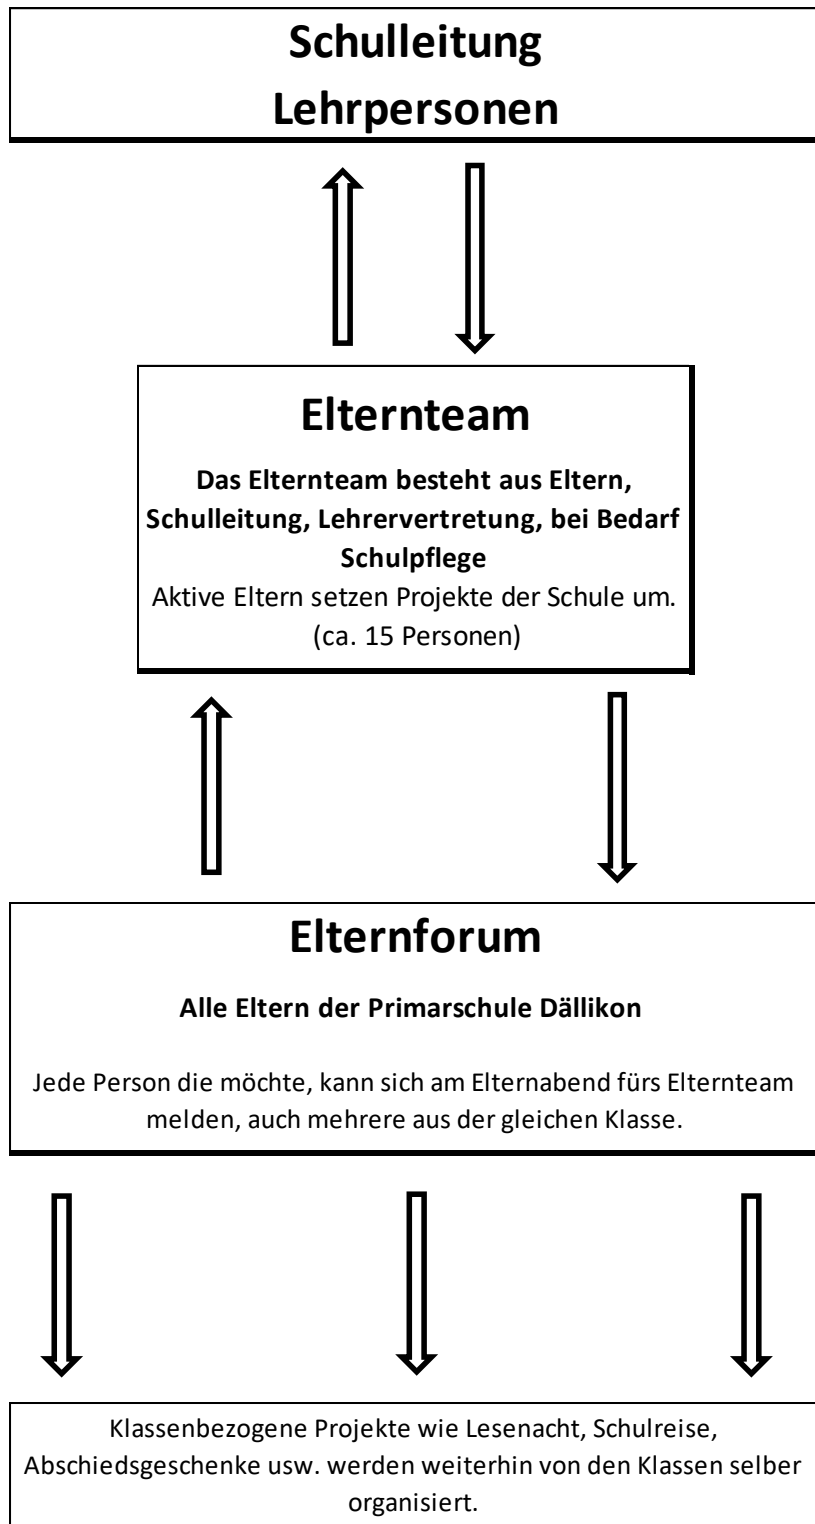 Schulleitung
Lehrpersonen
Elternteam
Das Elternteam besteht aus Eltern,
Schulleitung, Lehrervertretung, bei Bedarf
Schulpflege
Aktive Eltern setzen Projekte der Schule um.
(ca. 15 Personen)
Elternforum
Alle Eltern der Primarschule Dällikon
Jede Person die möchte, kann sich am Elternabend fürs Elternteam
melden, auch mehrere aus der gleichen Klasse.
Klassenbezogene Projekte wie Lesenacht, Schulreise,
Abschiedsgeschenke usw. werden weiterhin von den Klassen selber
organisiert.